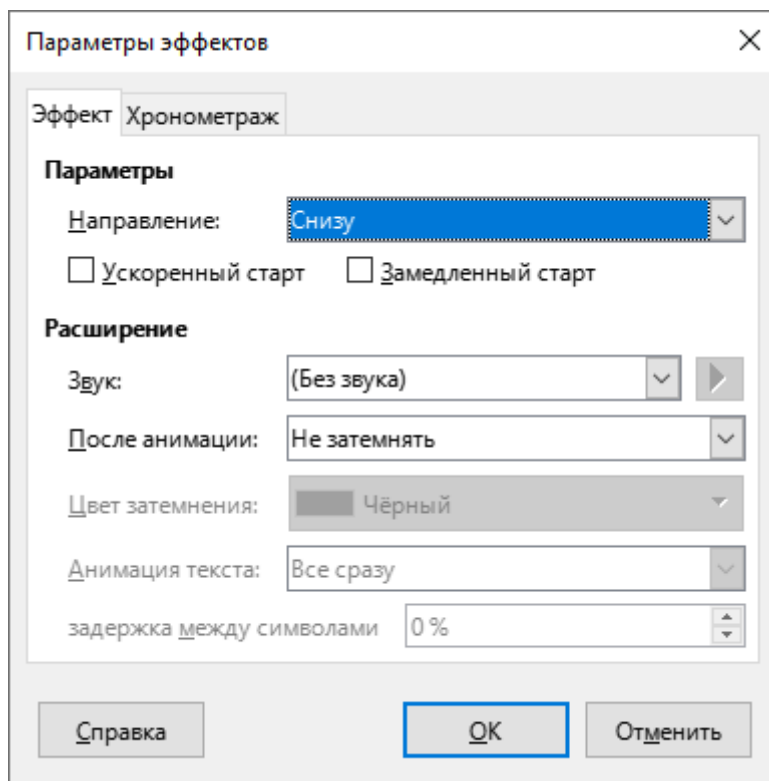 Параметры эффектов
Эффект Хронометраж
Параметры
Направление: Снизу
Ускоренный старт Замедленный старт
Расширение
Звук: (Без звука)
После анимации: Не затемнять
Цвет затемнения: Чёрный
Анимация текста: Все сразу
задержка между символами 0 %
Справка ОК Отменить